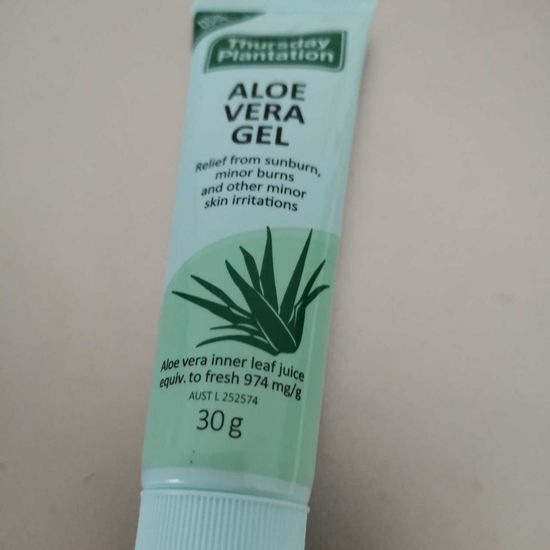 Thursday
Plantation
ALOE
VERA
GEL
Relief from sunburn,
minor burns
and other minor
skin irritations
Aloe vera inner leaf juice
equiv. to fresh 974 mg/g
AUST L 252574
30 g